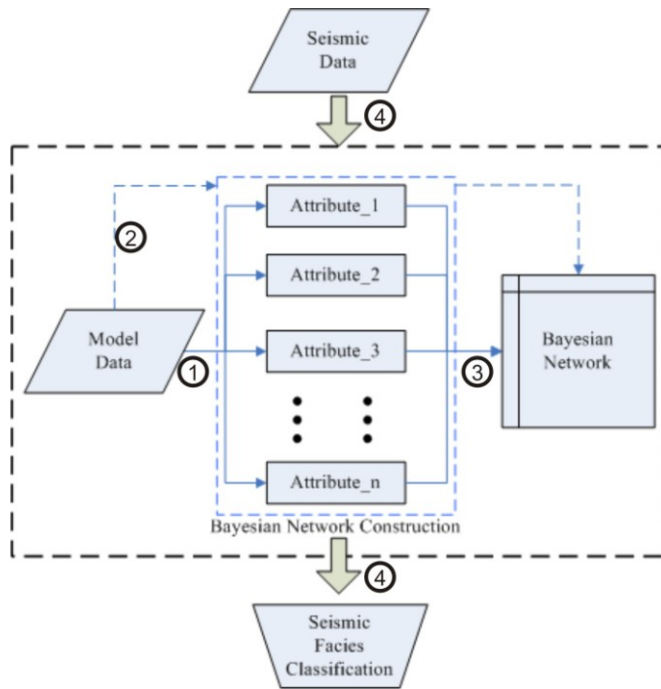 Seismic
Data
④
②
Attribute_1
Attribute_2
Model
Data
①
Attribute_3
③
Bayesian
Network
Attribute_n
Bayesian Network Construction
④
Seismic
Facies
Classification